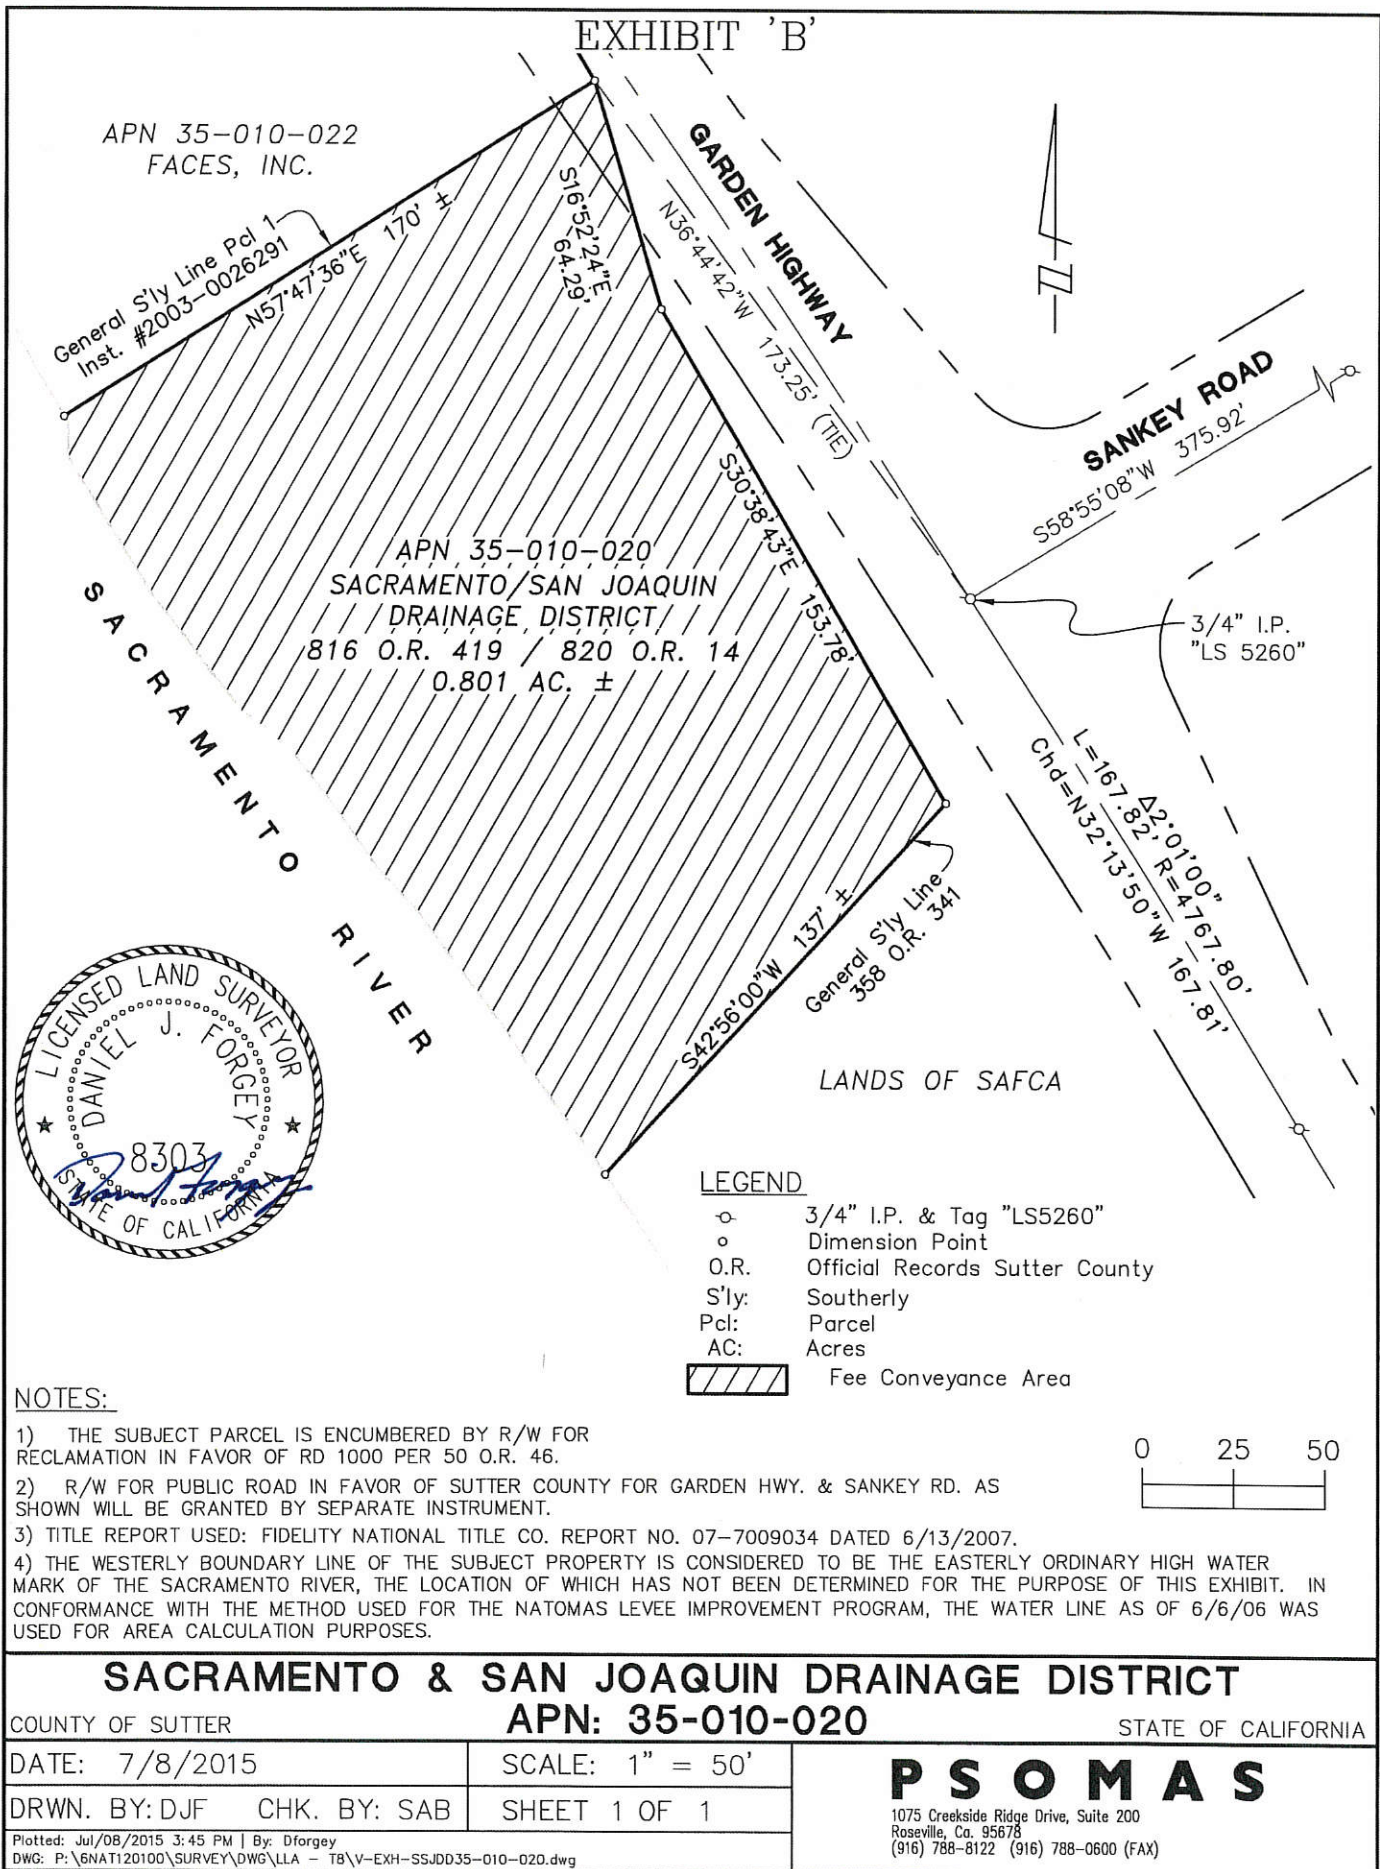 EXHIBIT 'B'
APN 35-010-022
FACES, INC.
General S'ly Line Pcl 1
Inst. #2003-0026291
N57°47'36"E 170' ±
S16°52'24"E
64.29'
GARDEN HIGHWAY
N36°44'42"W 173.25' (TIE)
N
SANKEY ROAD
S58°55'08"W 375.92'
S30°38'43"E 153.78'
3/4" I.P.
"LS 5260"
APN 35-010-020
SACRAMENTO/SAN JOAQUIN
DRAINAGE DISTRICT
816 O.R. 419 / 820 O.R. 14
0.801 AC. ±
SACRAMENTO RIVER
Δ2°01'00"
L=167.82' R=4767.80'
Chd=N32°13'50"W 167.81'
S42°56'00"W 137' ±
General S'ly Line
358 O.R. 341
LANDS OF SAFCA
LICENSED LAND SURVEYOR
DANIEL J. FORGEY
8303
STATE OF CALIFORNIA
LEGEND
3/4" I.P. & Tag "LS5260"
Dimension Point
O.R. Official Records Sutter County
S'ly: Southerly
Pcl: Parcel
AC: Acres
Fee Conveyance Area
NOTES:
1) THE SUBJECT PARCEL IS ENCUMBERED BY R/W FOR
RECLAMATION IN FAVOR OF RD 1000 PER 50 O.R. 46.
2) R/W FOR PUBLIC ROAD IN FAVOR OF SUTTER COUNTY FOR GARDEN HWY. & SANKEY RD. AS
SHOWN WILL BE GRANTED BY SEPARATE INSTRUMENT.
3) TITLE REPORT USED: FIDELITY NATIONAL TITLE CO. REPORT NO. 07-7009034 DATED 6/13/2007.
4) THE WESTERLY BOUNDARY LINE OF THE SUBJECT PROPERTY IS CONSIDERED TO BE THE EASTERLY ORDINARY HIGH WATER
MARK OF THE SACRAMENTO RIVER, THE LOCATION OF WHICH HAS NOT BEEN DETERMINED FOR THE PURPOSE OF THIS EXHIBIT. IN
CONFORMANCE WITH THE METHOD USED FOR THE NATOMAS LEVEE IMPROVEMENT PROGRAM, THE WATER LINE AS OF 6/6/06 WAS
USED FOR AREA CALCULATION PURPOSES.
0 25 50
SACRAMENTO & SAN JOAQUIN DRAINAGE DISTRICT
COUNTY OF SUTTER APN: 35-010-020 STATE OF CALIFORNIA
DATE: 7/8/2015 SCALE: 1" = 50'
DRWN. BY: DJF CHK. BY: SAB SHEET 1 OF 1
Plotted: Jul/08/2015 3:45 PM | By: Dforgey
DWG: P:\6NAT120100\SURVEY\DWG\LLA - TB\V-EXH-SSJDD35-010-020.dwg
PSOMAS
1075 Creekside Ridge Drive, Suite 200
Roseville, Ca. 95678
(916) 788-8122 (916) 788-0600 (FAX)